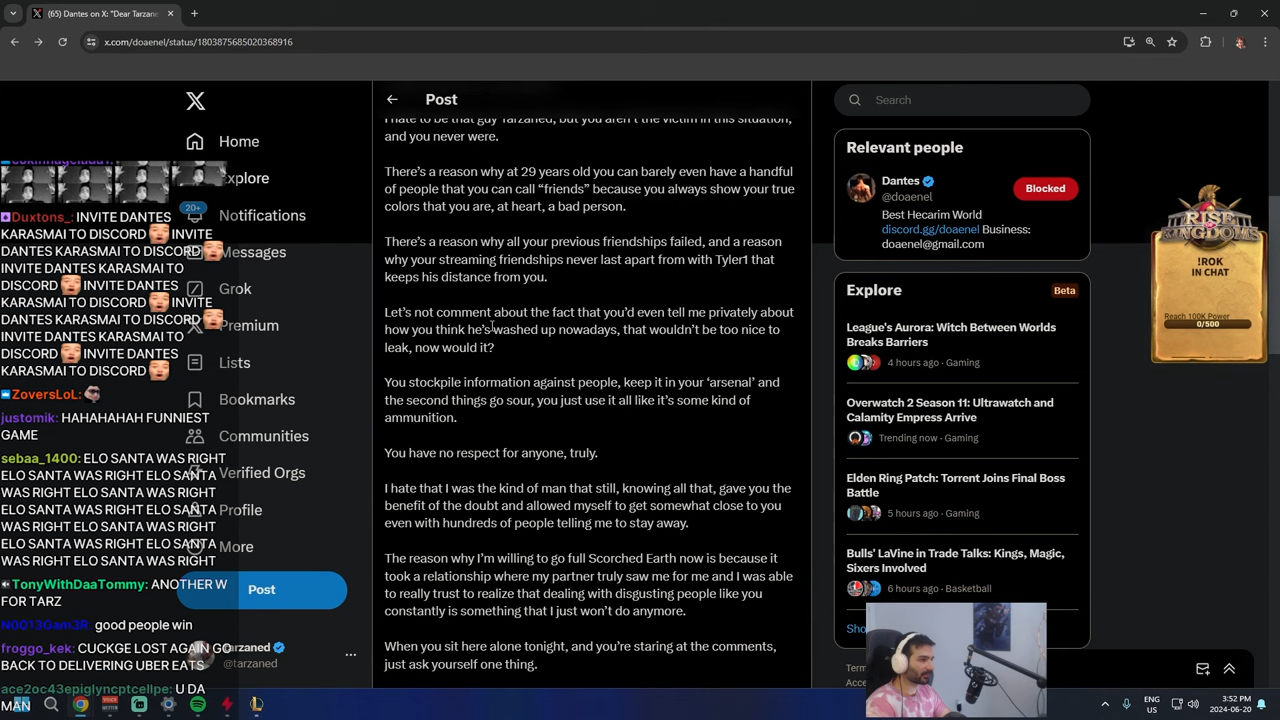 (65) Dantes on X: "Dear Tarzane
x.com/doaenel/status/1803875685020368916
Post
Search
Home
Explore
20+
Notifications
Messages
Grok
Premium
Lists
Bookmarks
Communities
Verified Orgs
Profile
More
Post
tarzaned
@tarzaned
Duxtons_: INVITE DANTES
KARASMAI TO DISCORD INVITE
DANTES KARASMAI TO DISCORD
INVITE DANTES KARASMAI TO
DISCORD INVITE DANTES
KARASMAI TO DISCORD INVITE
DANTES KARASMAI TO DISCORD
INVITE DANTES KARASMAI TO
DISCORD INVITE DANTES
KARASMAI TO DISCORD
ZoversLoL:
justomik: HAHAHAHAH FUNNIEST
GAME
sebaa_1400: ELO SANTA WAS RIGHT
ELO SANTA WAS RIGHT ELO SANTA
WAS RIGHT ELO SANTA WAS RIGHT
ELO SANTA WAS RIGHT ELO SANTA
WAS RIGHT ELO SANTA WAS RIGHT
ELO SANTA WAS RIGHT ELO SANTA
WAS RIGHT ELO SANTA WAS RIGHT
TonyWithDaaTommy: ANOTHER W
FOR TARZ
N0013Gam3R: good people win
froggo_kek: CUCKGE LOST AGAIN GO
BACK TO DELIVERING UBER EATS
ace2oc43epiglyncptcellpe: U DA
MAN
I hate to be that guy Tarzaned, but you aren't the victim in this situation,
and you never were.
There's a reason why at 29 years old you can barely even have a handful
of people that you can call “friends” because you always show your true
colors that you are, at heart, a bad person.
There's a reason why all your previous friendships failed, and a reason
why your streaming friendships never last apart from with Tyler1 that
keeps his distance from you.
Let's not comment about the fact that you'd even tell me privately about
how you think he's washed up nowadays, that wouldn't be too nice to
leak, now would it?
You stockpile information against people, keep it in your ‘arsenal’ and
the second things go sour, you just use it all like it's some kind of
ammunition.
You have no respect for anyone, truly.
I hate that I was the kind of man that still, knowing all that, gave you the
benefit of the doubt and allowed myself to get somewhat close to you
even with hundreds of people telling me to stay away.
The reason why I'm willing to go full Scorched Earth now is because it
took a relationship where my partner truly saw me for me and I was able
to really trust to realize that dealing with disgusting people like you
constantly is something that I just won't do anymore.
When you sit here alone tonight, and you're staring at the comments,
just ask yourself one thing.
Relevant people
Dantes
@doaenel
Blocked
Best Hecarim World
discord.gg/doaenel Business:
doaenel@gmail.com
Explore
Beta
League's Aurora: Witch Between Worlds
Breaks Barriers
4 hours ago · Gaming
Overwatch 2 Season 11: Ultrawatch and
Calamity Empress Arrive
Trending now · Gaming
Elden Ring Patch: Torrent Joins Final Boss
Battle
5 hours ago · Gaming
Bulls' LaVine in Trade Talks: Kings, Magic,
Sixers Involved
6 hours ago · Basketball
Sho
Term
Acce
RISE
KINGDOMS
!ROK
IN CHAT
Reach 100K Power
0/500
ENG
US
3:52 PM
2024-06-20